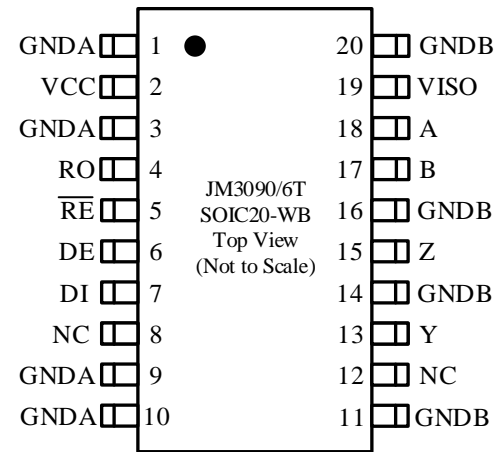 GNDA 1 20 GNDB
VCC 2 19 VISO
GNDA 3 18 A
RO 4 17 B
JM3090/6T
R̅E̅ 5 SOIC20-WB 16 GNDB
DE 6 Top View 15 Z
(Not to Scale)
DI 7 14 GNDB
NC 8 13 Y
GNDA 9 12 NC
GNDA 10 11 GNDB